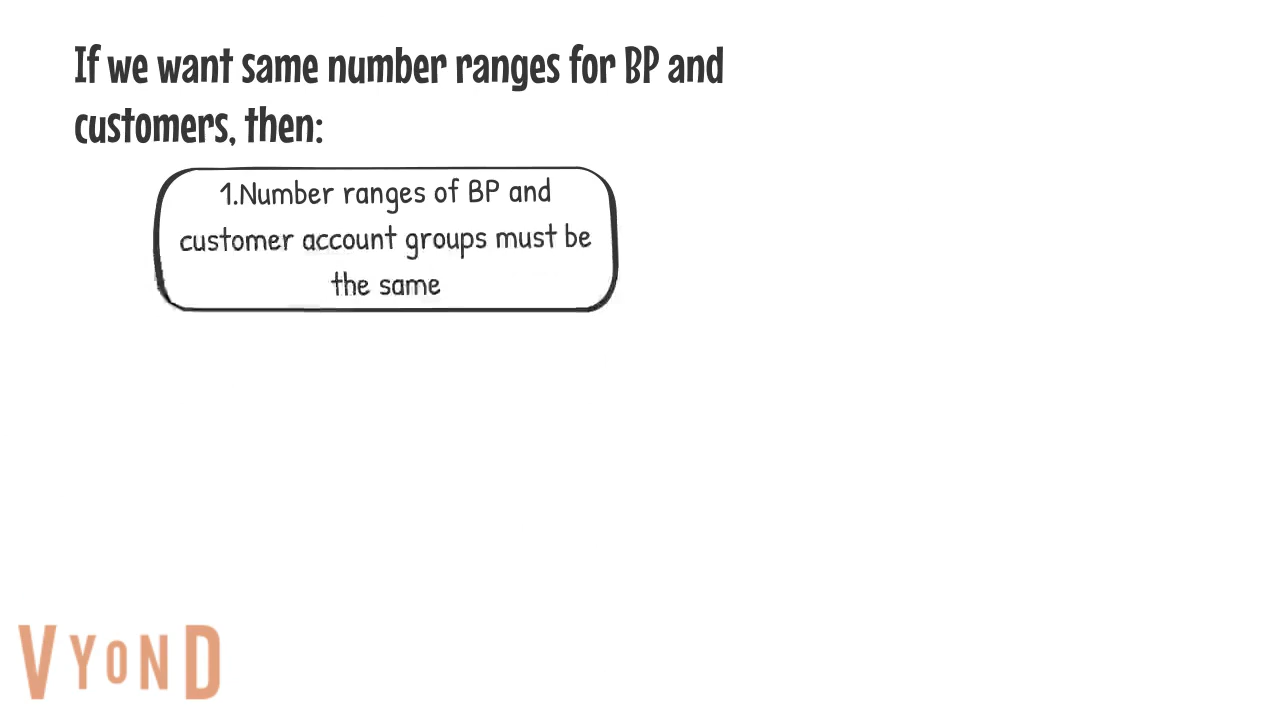 If we want same number ranges for BP and
customers, then:
1.Number ranges of BP and
customer account groups must be
the same
VYOND